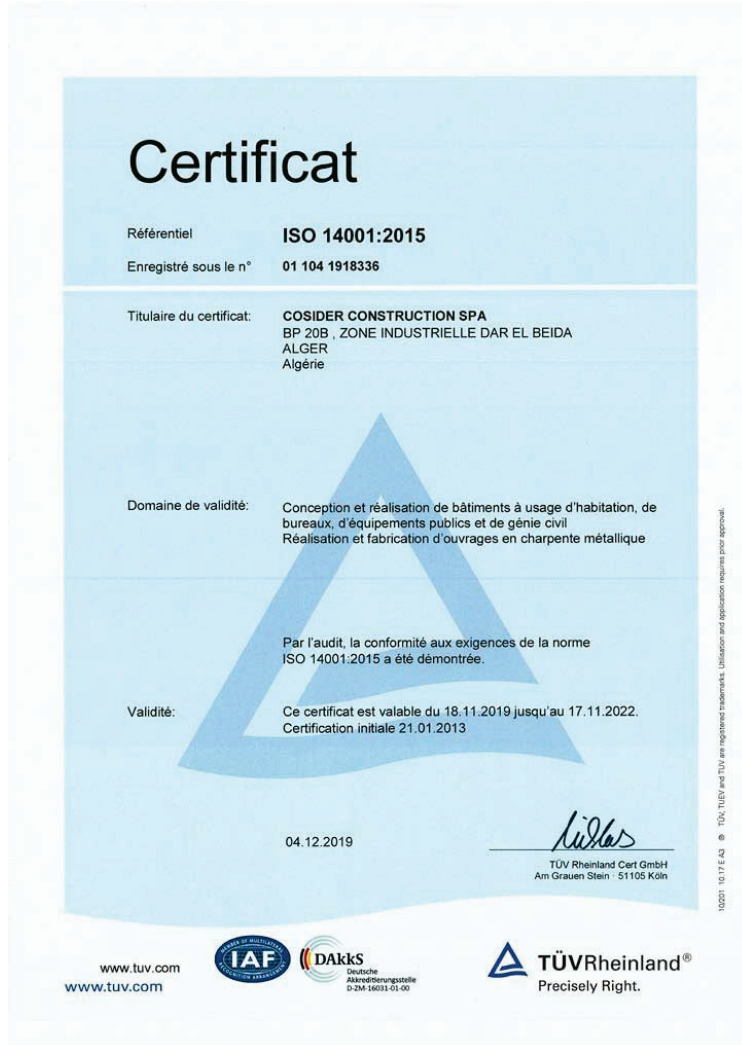 Certificat
Référentiel ISO 14001:2015
Enregistré sous le n° 01 104 1918336
Titulaire du certificat: COSIDER CONSTRUCTION SPA
BP 20B , ZONE INDUSTRIELLE DAR EL BEIDA
ALGER
Algérie
Domaine de validité: Conception et réalisation de bâtiments à usage d'habitation, de
bureaux, d'équipements publics et de génie civil
Réalisation et fabrication d'ouvrages en charpente métallique
Par l'audit, la conformité aux exigences de la norme
ISO 14001:2015 a été démontrée.
Validité: Ce certificat est valable du 18.11.2019 jusqu'au 17.11.2022.
Certification initiale 21.01.2013
04.12.2019
TÜV Rheinland Cert GmbH
Am Grauen Stein · 51105 Köln
10/201 10.17 E A3 ® TÜV, TUEV and TUV are registered trademarks. Utilisation and application requires prior approval.
www.tuv.com
www.tuv.com
MEMBER OF MULTILATERAL
IAF
RECOGNITION ARRANGEMENT
DAkkS
Deutsche
Akkreditierungsstelle
D-ZM-16031-01-00
TÜVRheinland®
Precisely Right.